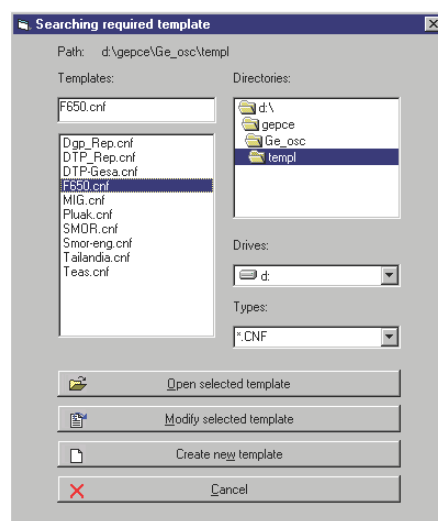 Searching required template
Path: d:\gepce\Ge_osc\templ
Templates:
F650.cnf
Dgp_Rep.cnf
DTP_Rep.cnf
DTP-Gesa.cnf
F650.cnf
MIG.cnf
Pluak.cnf
SMOR.cnf
Smor-eng.cnf
Tailandia.cnf
Teas.cnf
Directories:
d:\
gepce
Ge_osc
templ
Drives:
d:
Types:
*.CNF
Open selected template
Modify selected template
Create new template
Cancel